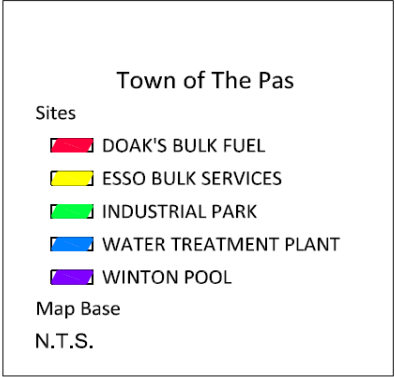 Town of The Pas
Sites
DOAK'S BULK FUEL
ESSO BULK SERVICES
INDUSTRIAL PARK
WATER TREATMENT PLANT
WINTON POOL
Map Base
N.T.S.